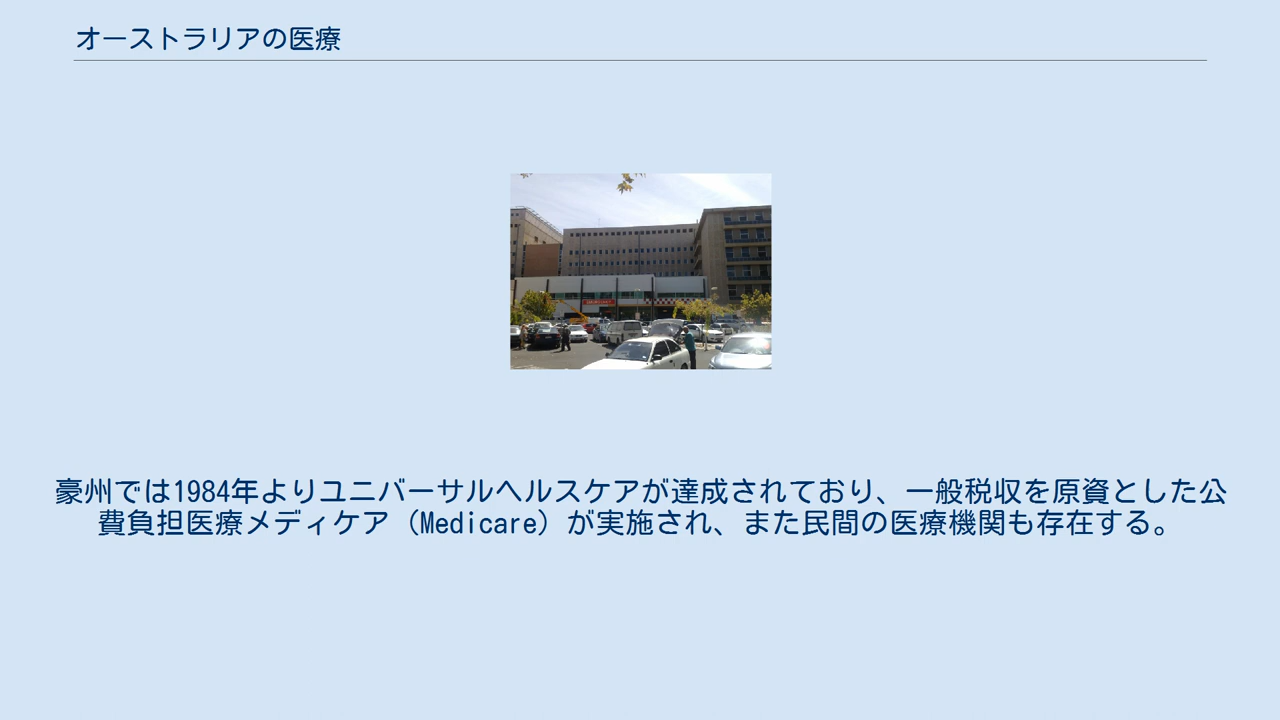 オーストラリアの医療
豪州では1984年よりユニバーサルヘルスケアが達成されており、一般税収を原資とした公
費負担医療メディケア（Medicare）が実施され、また民間の医療機関も存在する。